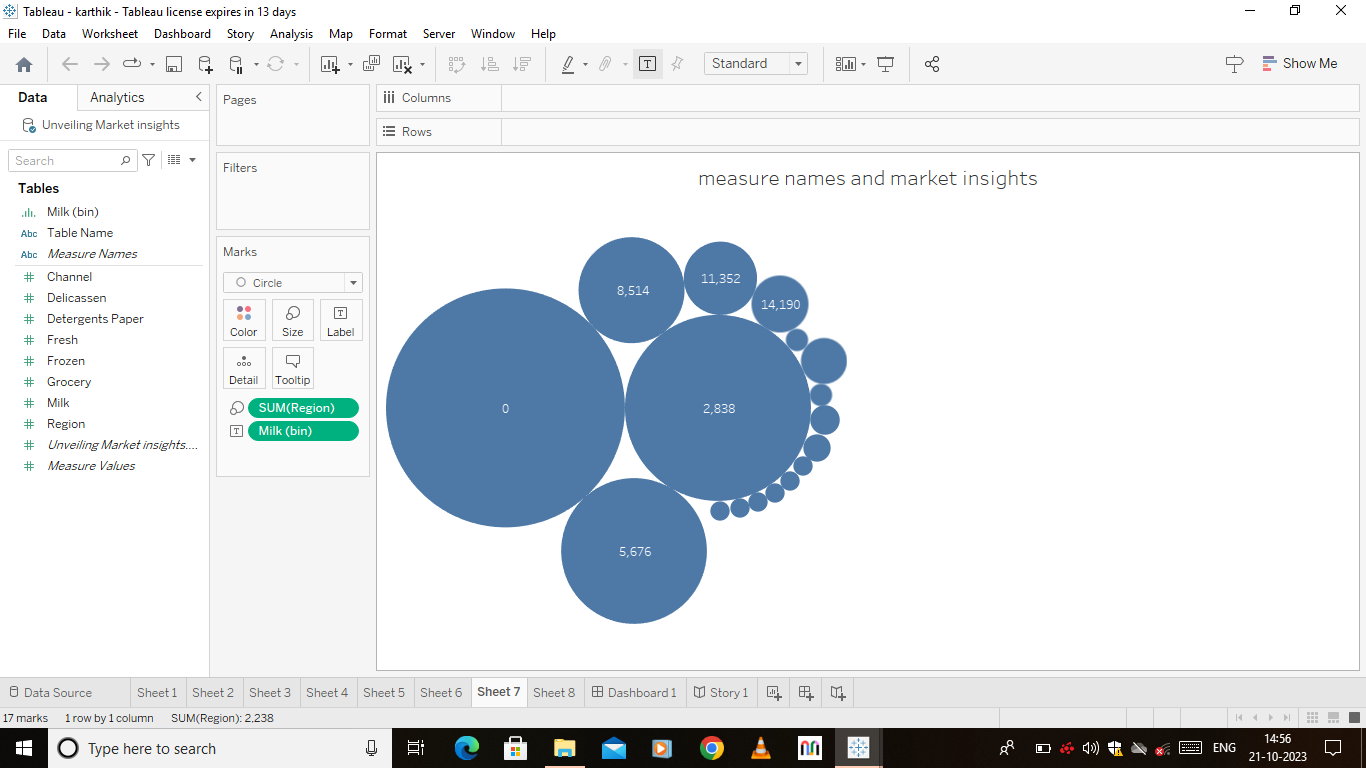 Tableau - karthik - Tableau license expires in 13 days
File Data Worksheet Dashboard Story Analysis Map Format Server Window Help
Standard
Show Me
Data Analytics
Unveiling Market insights
Search
Tables
Milk (bin)
Abc Table Name
Abc Measure Names
Channel
Delicassen
Detergents Paper
Fresh
Frozen
Grocery
Milk
Region
Unveiling Market insights....
Measure Values
Pages
Filters
Marks
Circle
Color Size Label
Detail Tooltip
SUM(Region)
Milk (bin)
Columns
Rows
measure names and market insights
8,514
11,352
14,190
0
2,838
5,676
Data Source Sheet 1 Sheet 2 Sheet 3 Sheet 4 Sheet 5 Sheet 6 Sheet 7 Sheet 8 Dashboard 1 Story 1
17 marks 1 row by 1 column SUM(Region): 2,238
Type here to search
ENG
14:56
21-10-2023